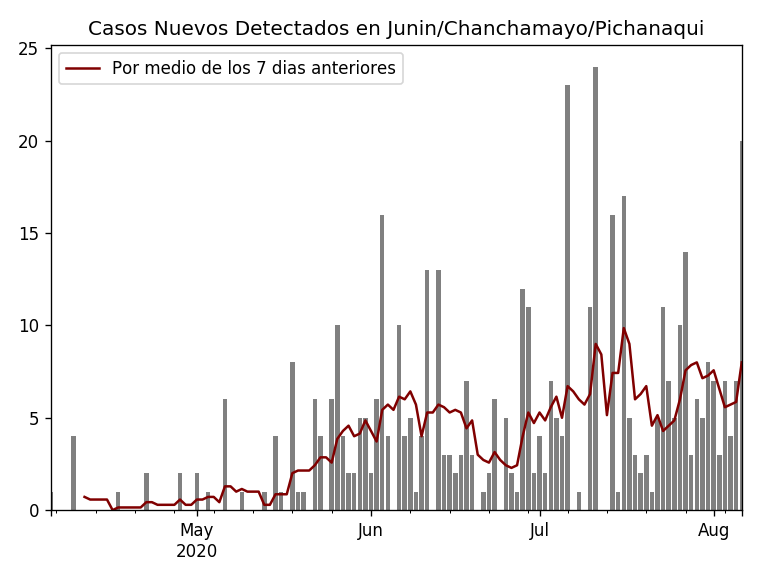 Casos Nuevos Detectados en Junin/Chanchamayo/Pichanaqui
Por medio de los 7 dias anteriores
25
20
15
10
5
0
May
2020
Jun
Jul
Aug